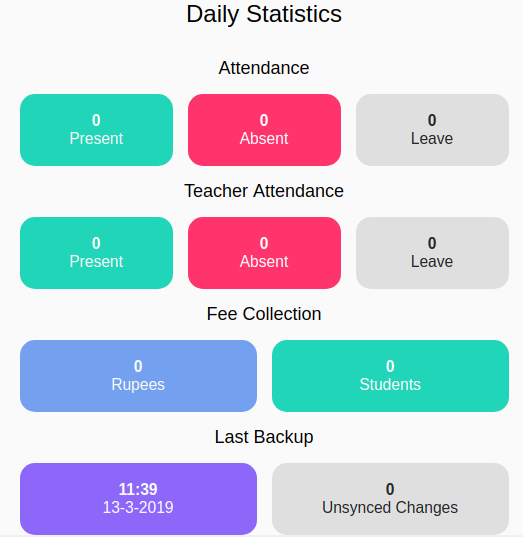 Daily Statistics
Attendance
0 0 0
Present Absent Leave
Teacher Attendance
0 0 0
Present Absent Leave
Fee Collection
0 0
Rupees Students
Last Backup
11:39 0
13-3-2019 Unsynced Changes